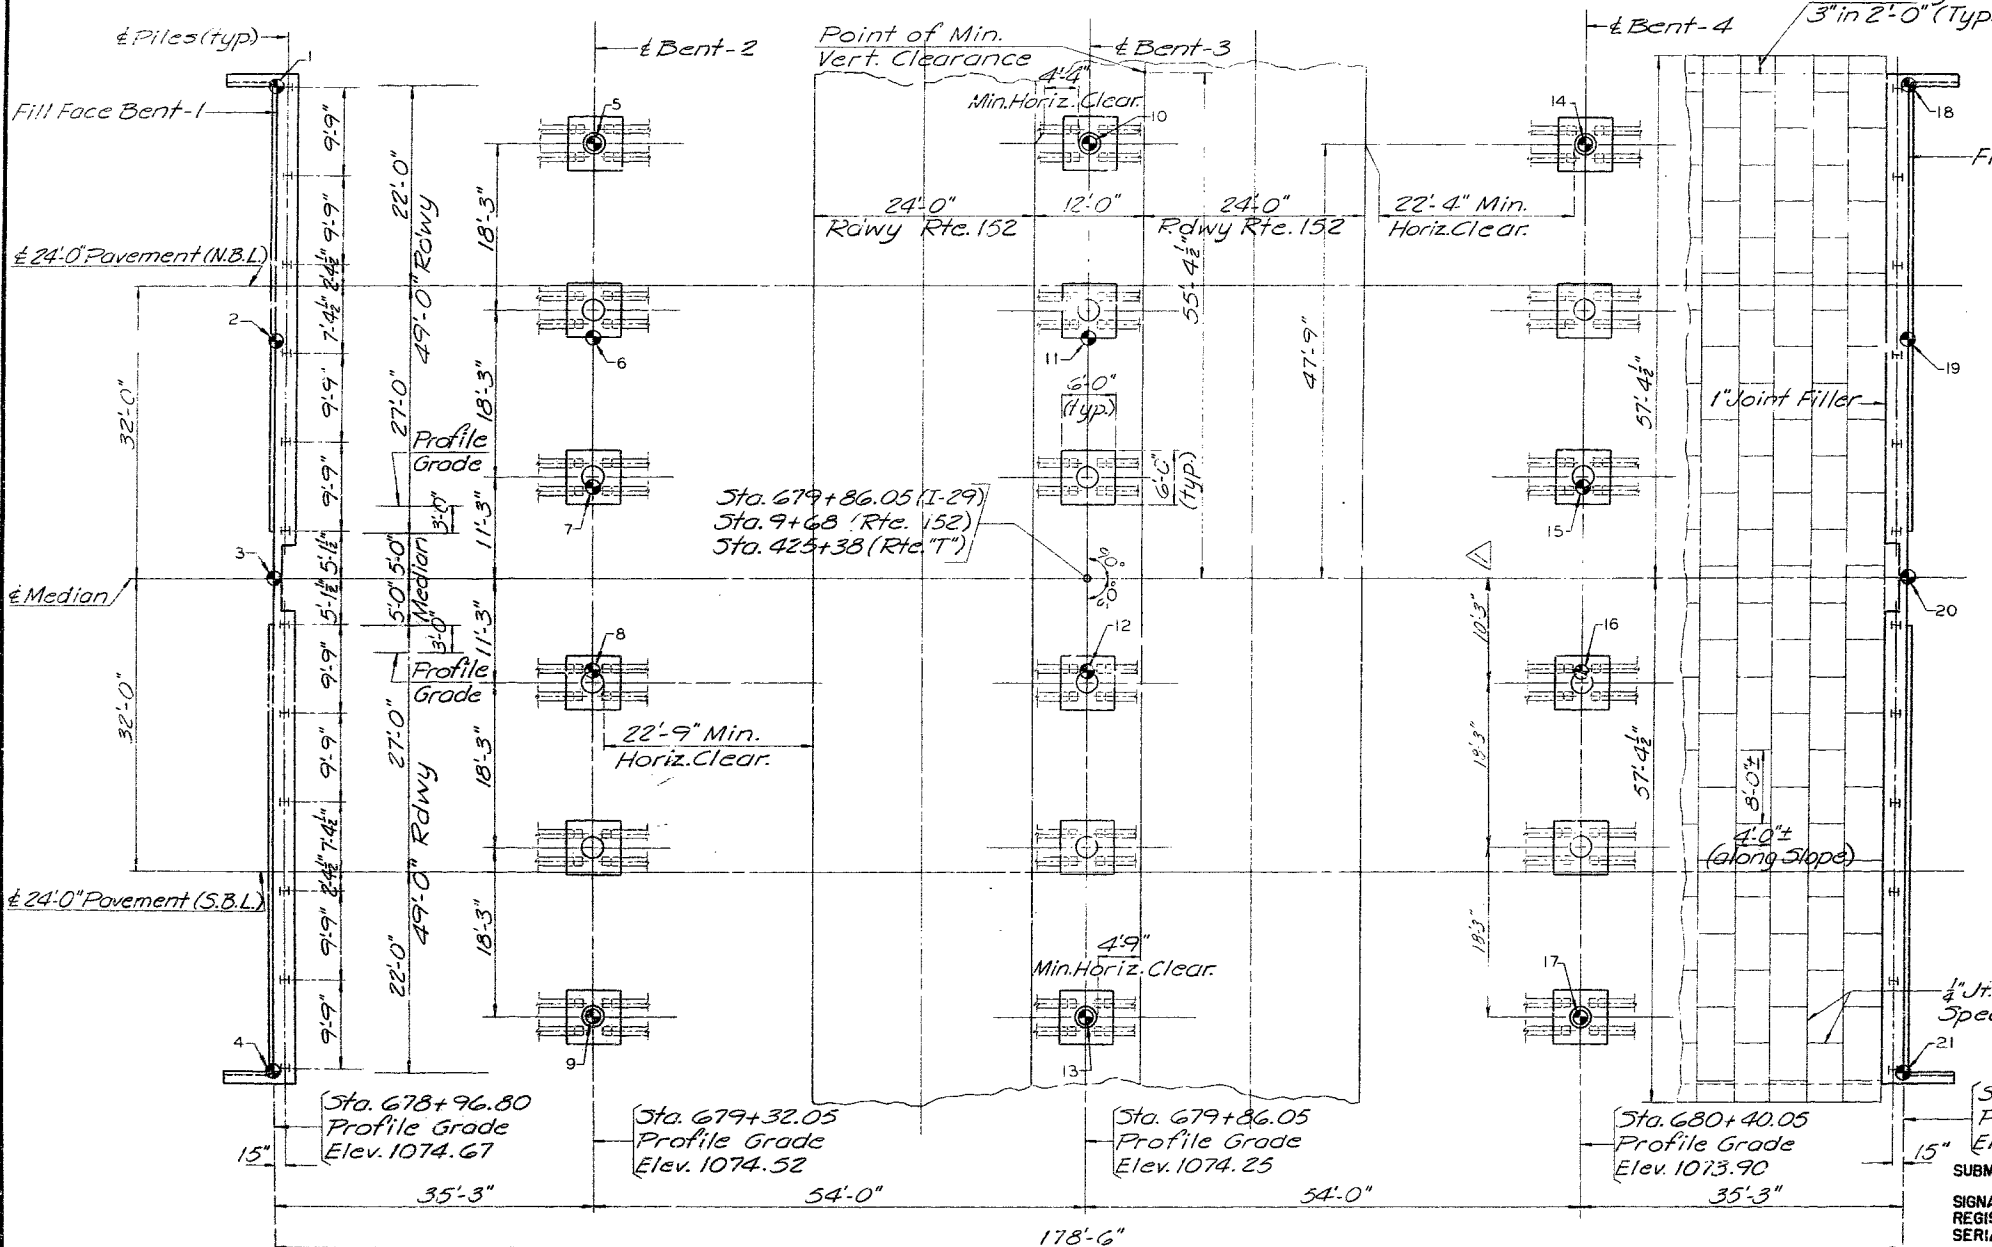 ℄ Piles (typ.)
℄ Bent-2
Point of Min.
Vert. Clearance
℄ Bent-3
℄ Bent-4
3" in 2'-0" (Typ.
1
Fill Face Bent-1
4'-4"
Min. Horiz. Clear.
5
10
14
18
9'-9"
22'-0"
49'-0" Rdwy
18'-3"
24'-0"
Rdwy Rte. 152
12'-0"
24'-0"
Rdwy Rte. 152
22'-4" Min.
Horiz. Clear.
9'-9"
℄ 24'-0" Pavement (N.B.L.)
2'-4½"
7'-4½"
55'-4½"
47'-9"
2
6
11
19
32'-0"
9'-9"
27'-0"
18'-3"
6'-0"
(typ.)
57'-4½"
1" Joint Filler
Profile
Grade
9'-9"
6'-0"
(typ.)
Sta. 679+86.05 (I-29)
Sta. 9+68 (Rte. 152)
Sta. 425+38 (Rte. "T")
7
15
3'-0"
11'-3"
5'-1½"
5'-0"
Median
3
90°
90°
1
℄ Median
20
5'-1½"
5'-0"
3'-0"
11'-3"
10'-3"
8
12
16
Profile
Grade
9'-9"
32'-0"
27'-0"
22'-9" Min.
Horiz. Clear.
18'-3"
18'-3"
57'-4½"
8'-0"±
9'-9"
7'-4½"
4'-0"±
(along Slope)
2'-4½"
℄ 24'-0" Pavement (S.B.L.)
49'-0" Rdwy
9'-9"
22'-0"
18'-3"
4'-9"
Min. Horiz. Clear.
18'-3"
17
¼" Jt.
9'-9"
4
9
13
21
Sta. 678+96.80
Profile Grade
Elev. 1074.67
Sta. 679+32.05
Profile Grade
Elev. 1074.52
Sta. 679+86.05
Profile Grade
Elev. 1074.25
Sta. 680+40.05
Profile Grade
Elev. 1073.90
15"
15"
35'-3"
54'-0"
54'-0"
35'-3"
178'-6"